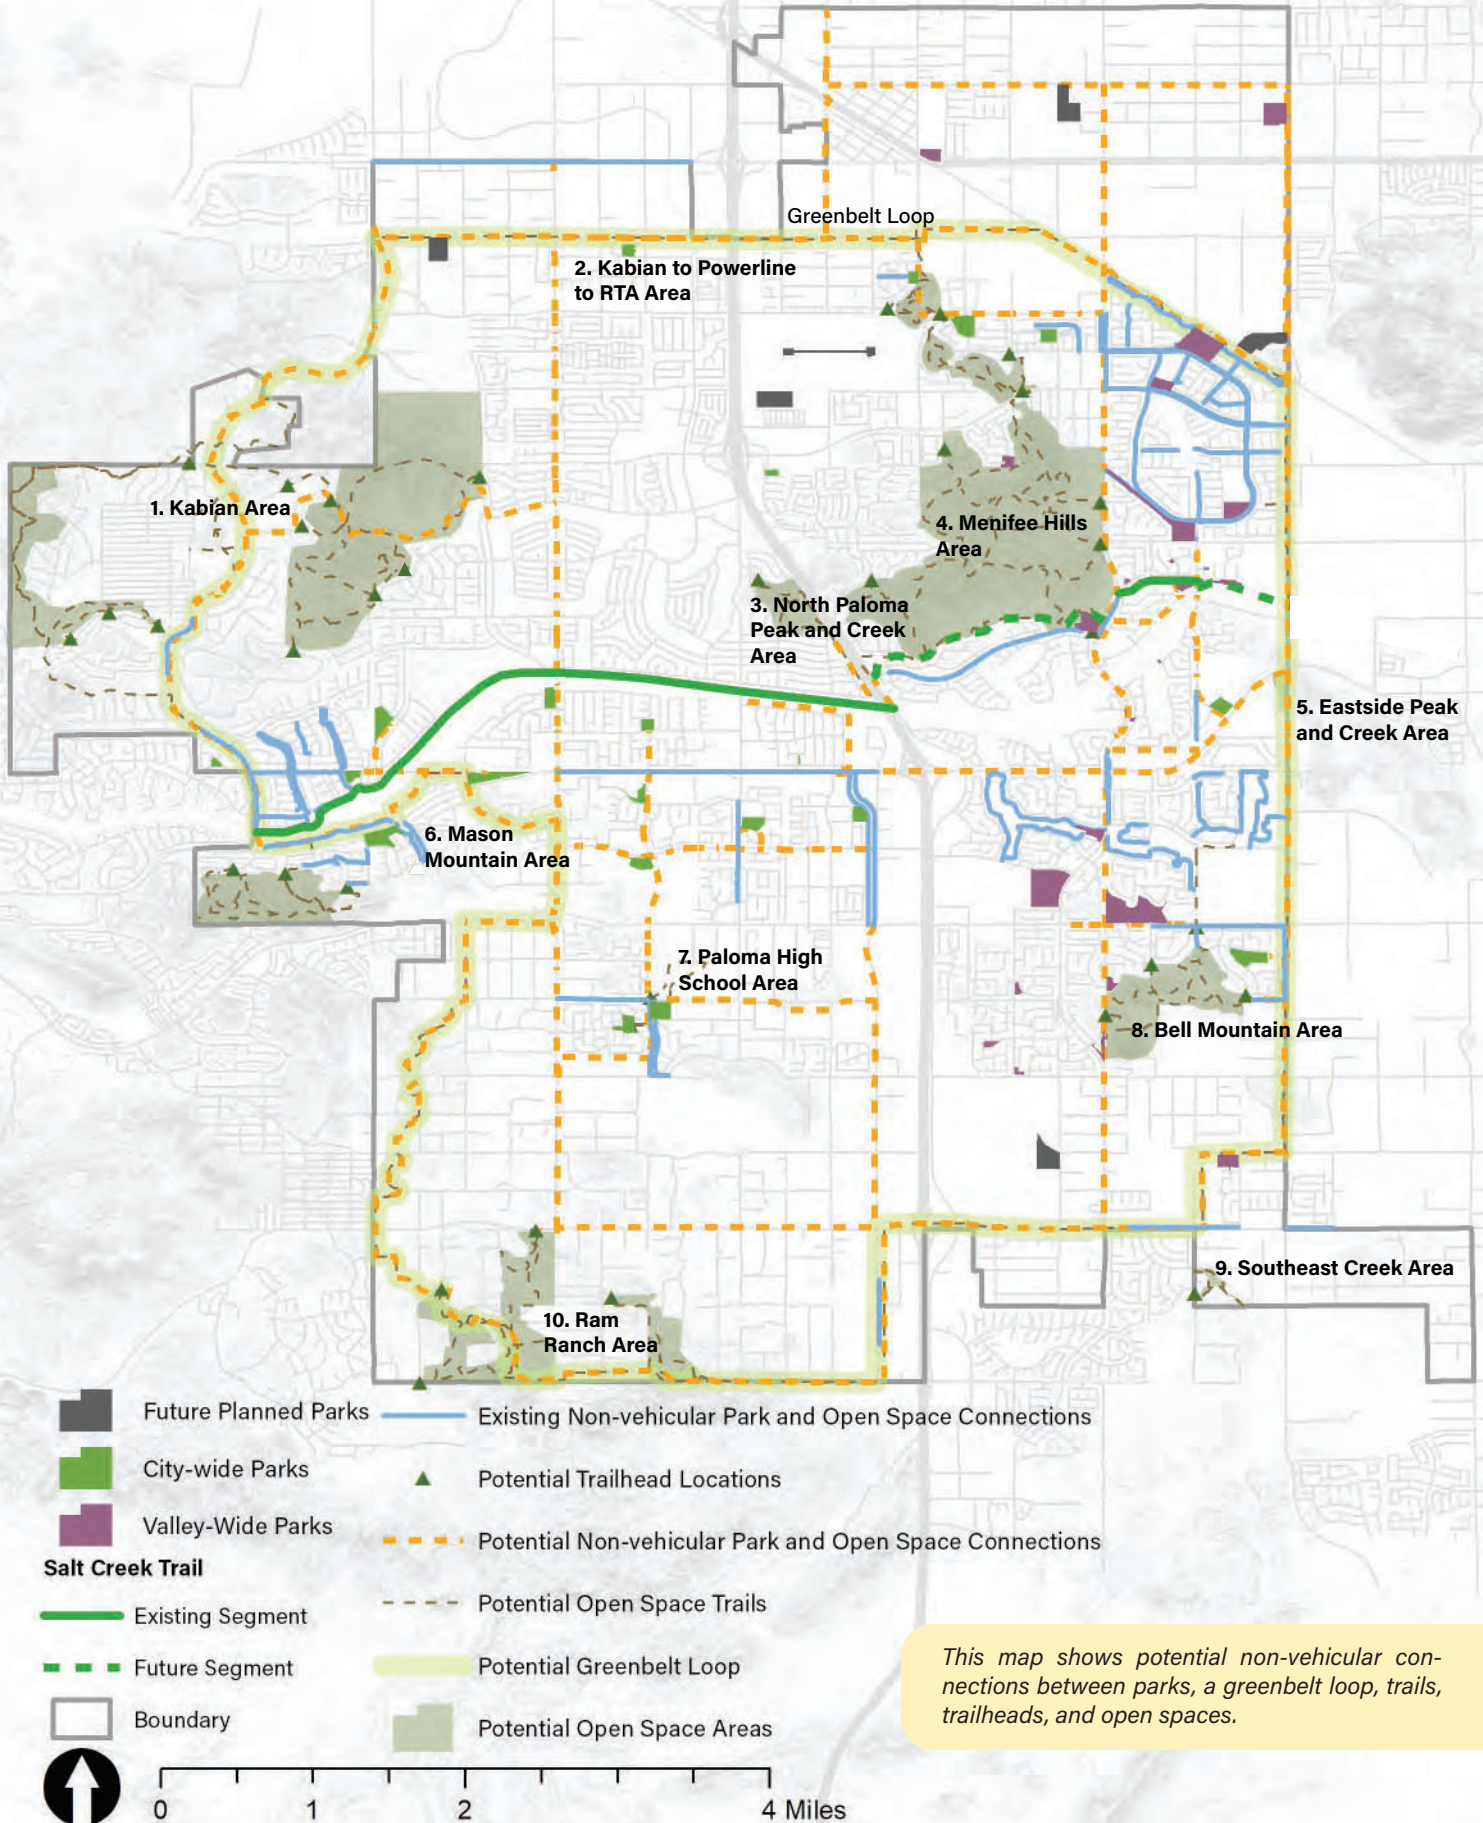 Greenbelt Loop
2. Kabian to Powerline
to RTA Area
1. Kabian Area
4. Menifee Hills
Area
3. North Paloma
Peak and Creek
Area
5. Eastside Peak
and Creek Area
6. Mason
Mountain Area
7. Paloma High
School Area
8. Bell Mountain Area
9. Southeast Creek Area
10. Ram
Ranch Area
Future Planned Parks
City-wide Parks
Valley-Wide Parks
Salt Creek Trail
Existing Segment
Future Segment
Boundary
Existing Non-vehicular Park and Open Space Connections
Potential Trailhead Locations
Potential Non-vehicular Park and Open Space Connections
Potential Open Space Trails
Potential Greenbelt Loop
Potential Open Space Areas
This map shows potential non-vehicular con-
nections between parks, a greenbelt loop, trails,
trailheads, and open spaces.
0 1 2 4 Miles